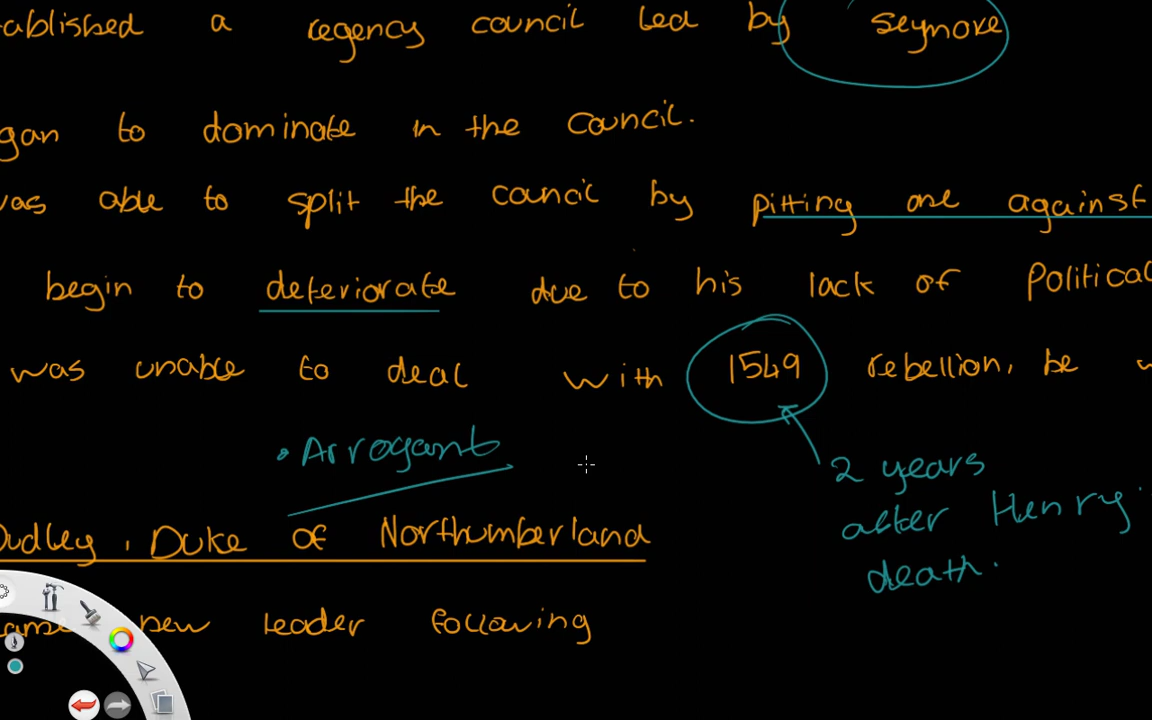 ablished a regency council led by Seymore
gan to dominate in the council.
was able to split the council by pitting one against
begin to deteriorate due to his lack of Political
was unable to deal with 1549 rebellion, be w
• Arrogant
2 years
after Henry'
death.
Dudley, Duke of Northumberland
ame new leader following